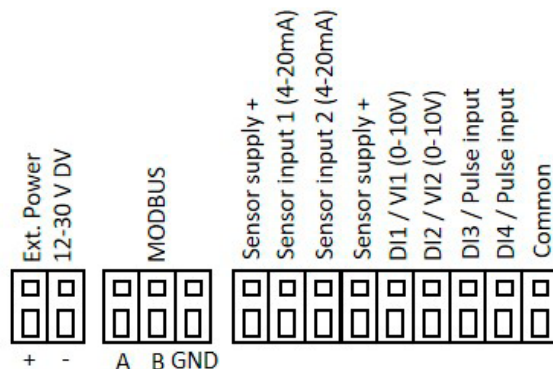 Ext. Power
12-30 V DV
MODBUS
Sensor supply +
Sensor input 1 (4-20mA)
Sensor input 2 (4-20mA)
Sensor supply +
DI1 / VI1 (0-10V)
DI2 / VI2 (0-10V)
DI3 / Pulse input
DI4 / Pulse input
Common
+ -
A B GND